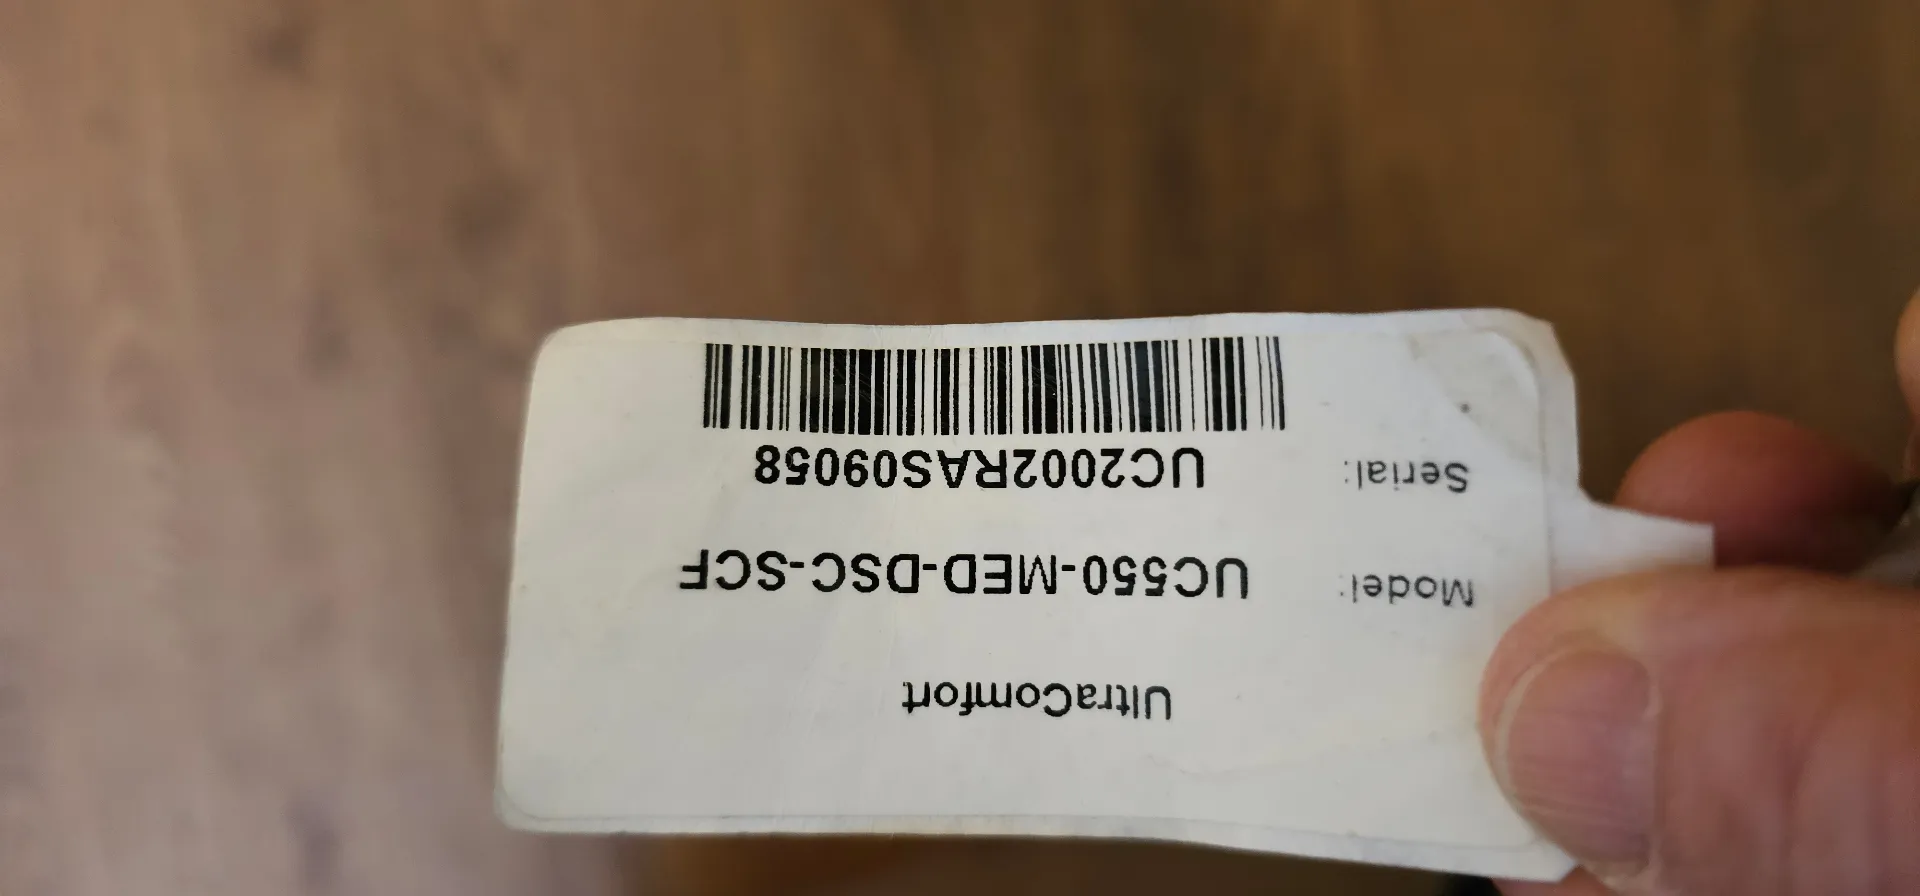 UltraComfort
Model: UC550-MED-DSC-SCF
Serial: UC2002RAS09058